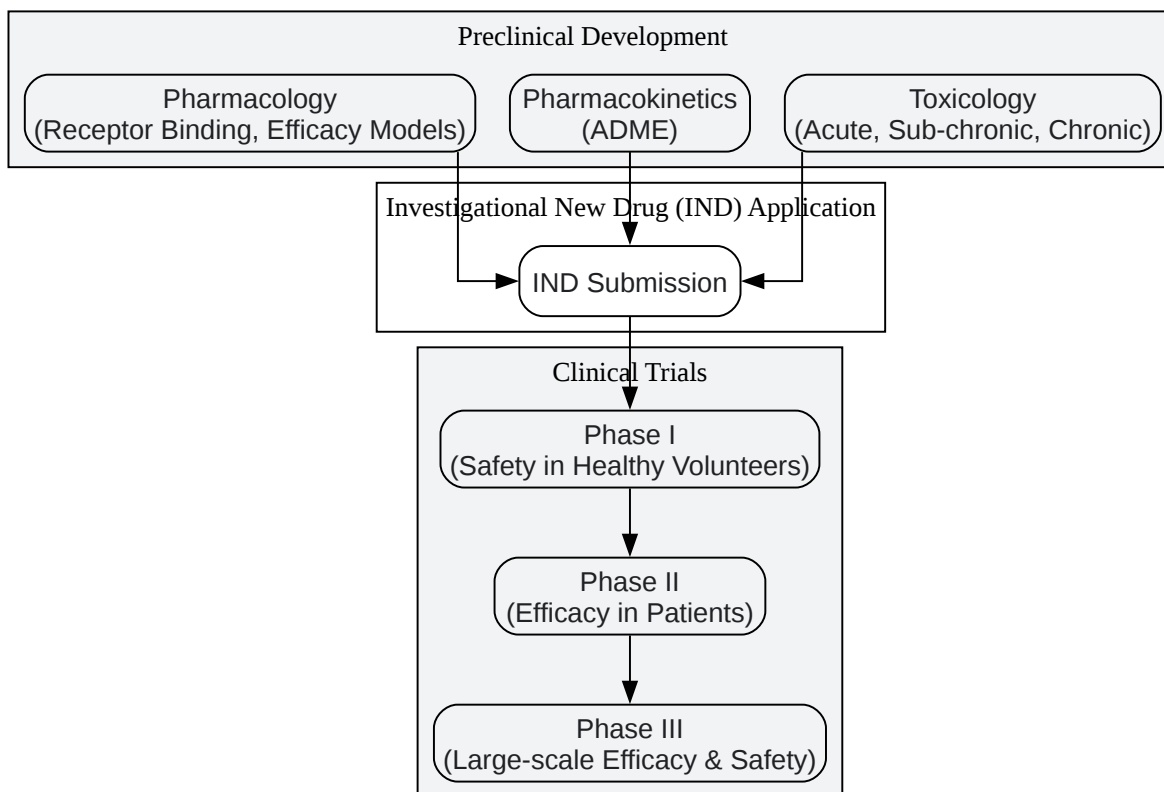 Preclinical Development
Pharmacology
(Receptor Binding, Efficacy Models)
Pharmacokinetics
(ADME)
Toxicology
(Acute, Sub-chronic, Chronic)
Investigational New Drug (IND) Application
IND Submission
Clinical Trials
Phase I
(Safety in Healthy Volunteers)
Phase II
(Efficacy in Patients)
Phase III
(Large-scale Efficacy & Safety)